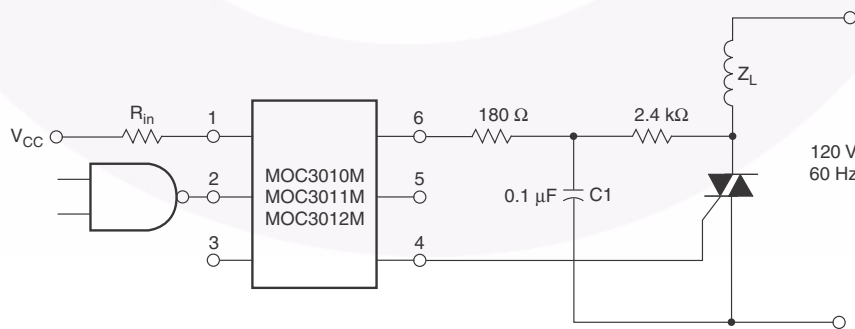 V_CC
R_in
1
2
3
MOC3010M
MOC3011M
MOC3012M
6
5
4
180 Ω
2.4 kΩ
0.1 μF
C1
Z_L
120 V
60 Hz